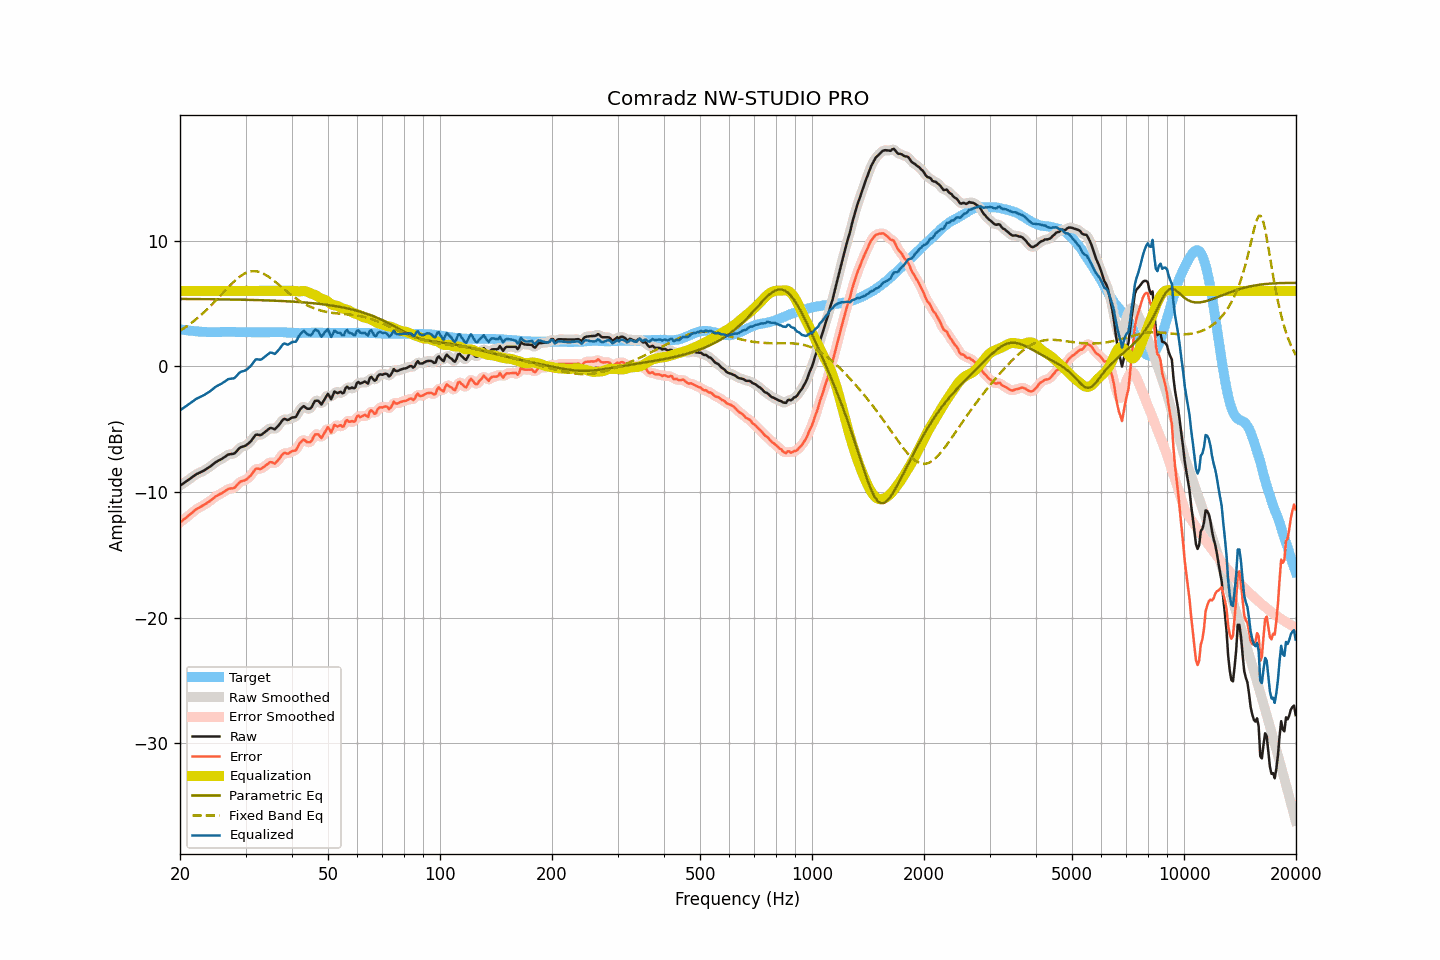 Comradz NW-STUDIO PRO
Amplitude (dBr)
10
0
−10
−20
−30
Target
Raw Smoothed
Error Smoothed
Raw
Error
Equalization
Parametric Eq
Fixed Band Eq
Equalized
20 50 100 200 500 1000 2000 5000 10000 20000
Frequency (Hz)